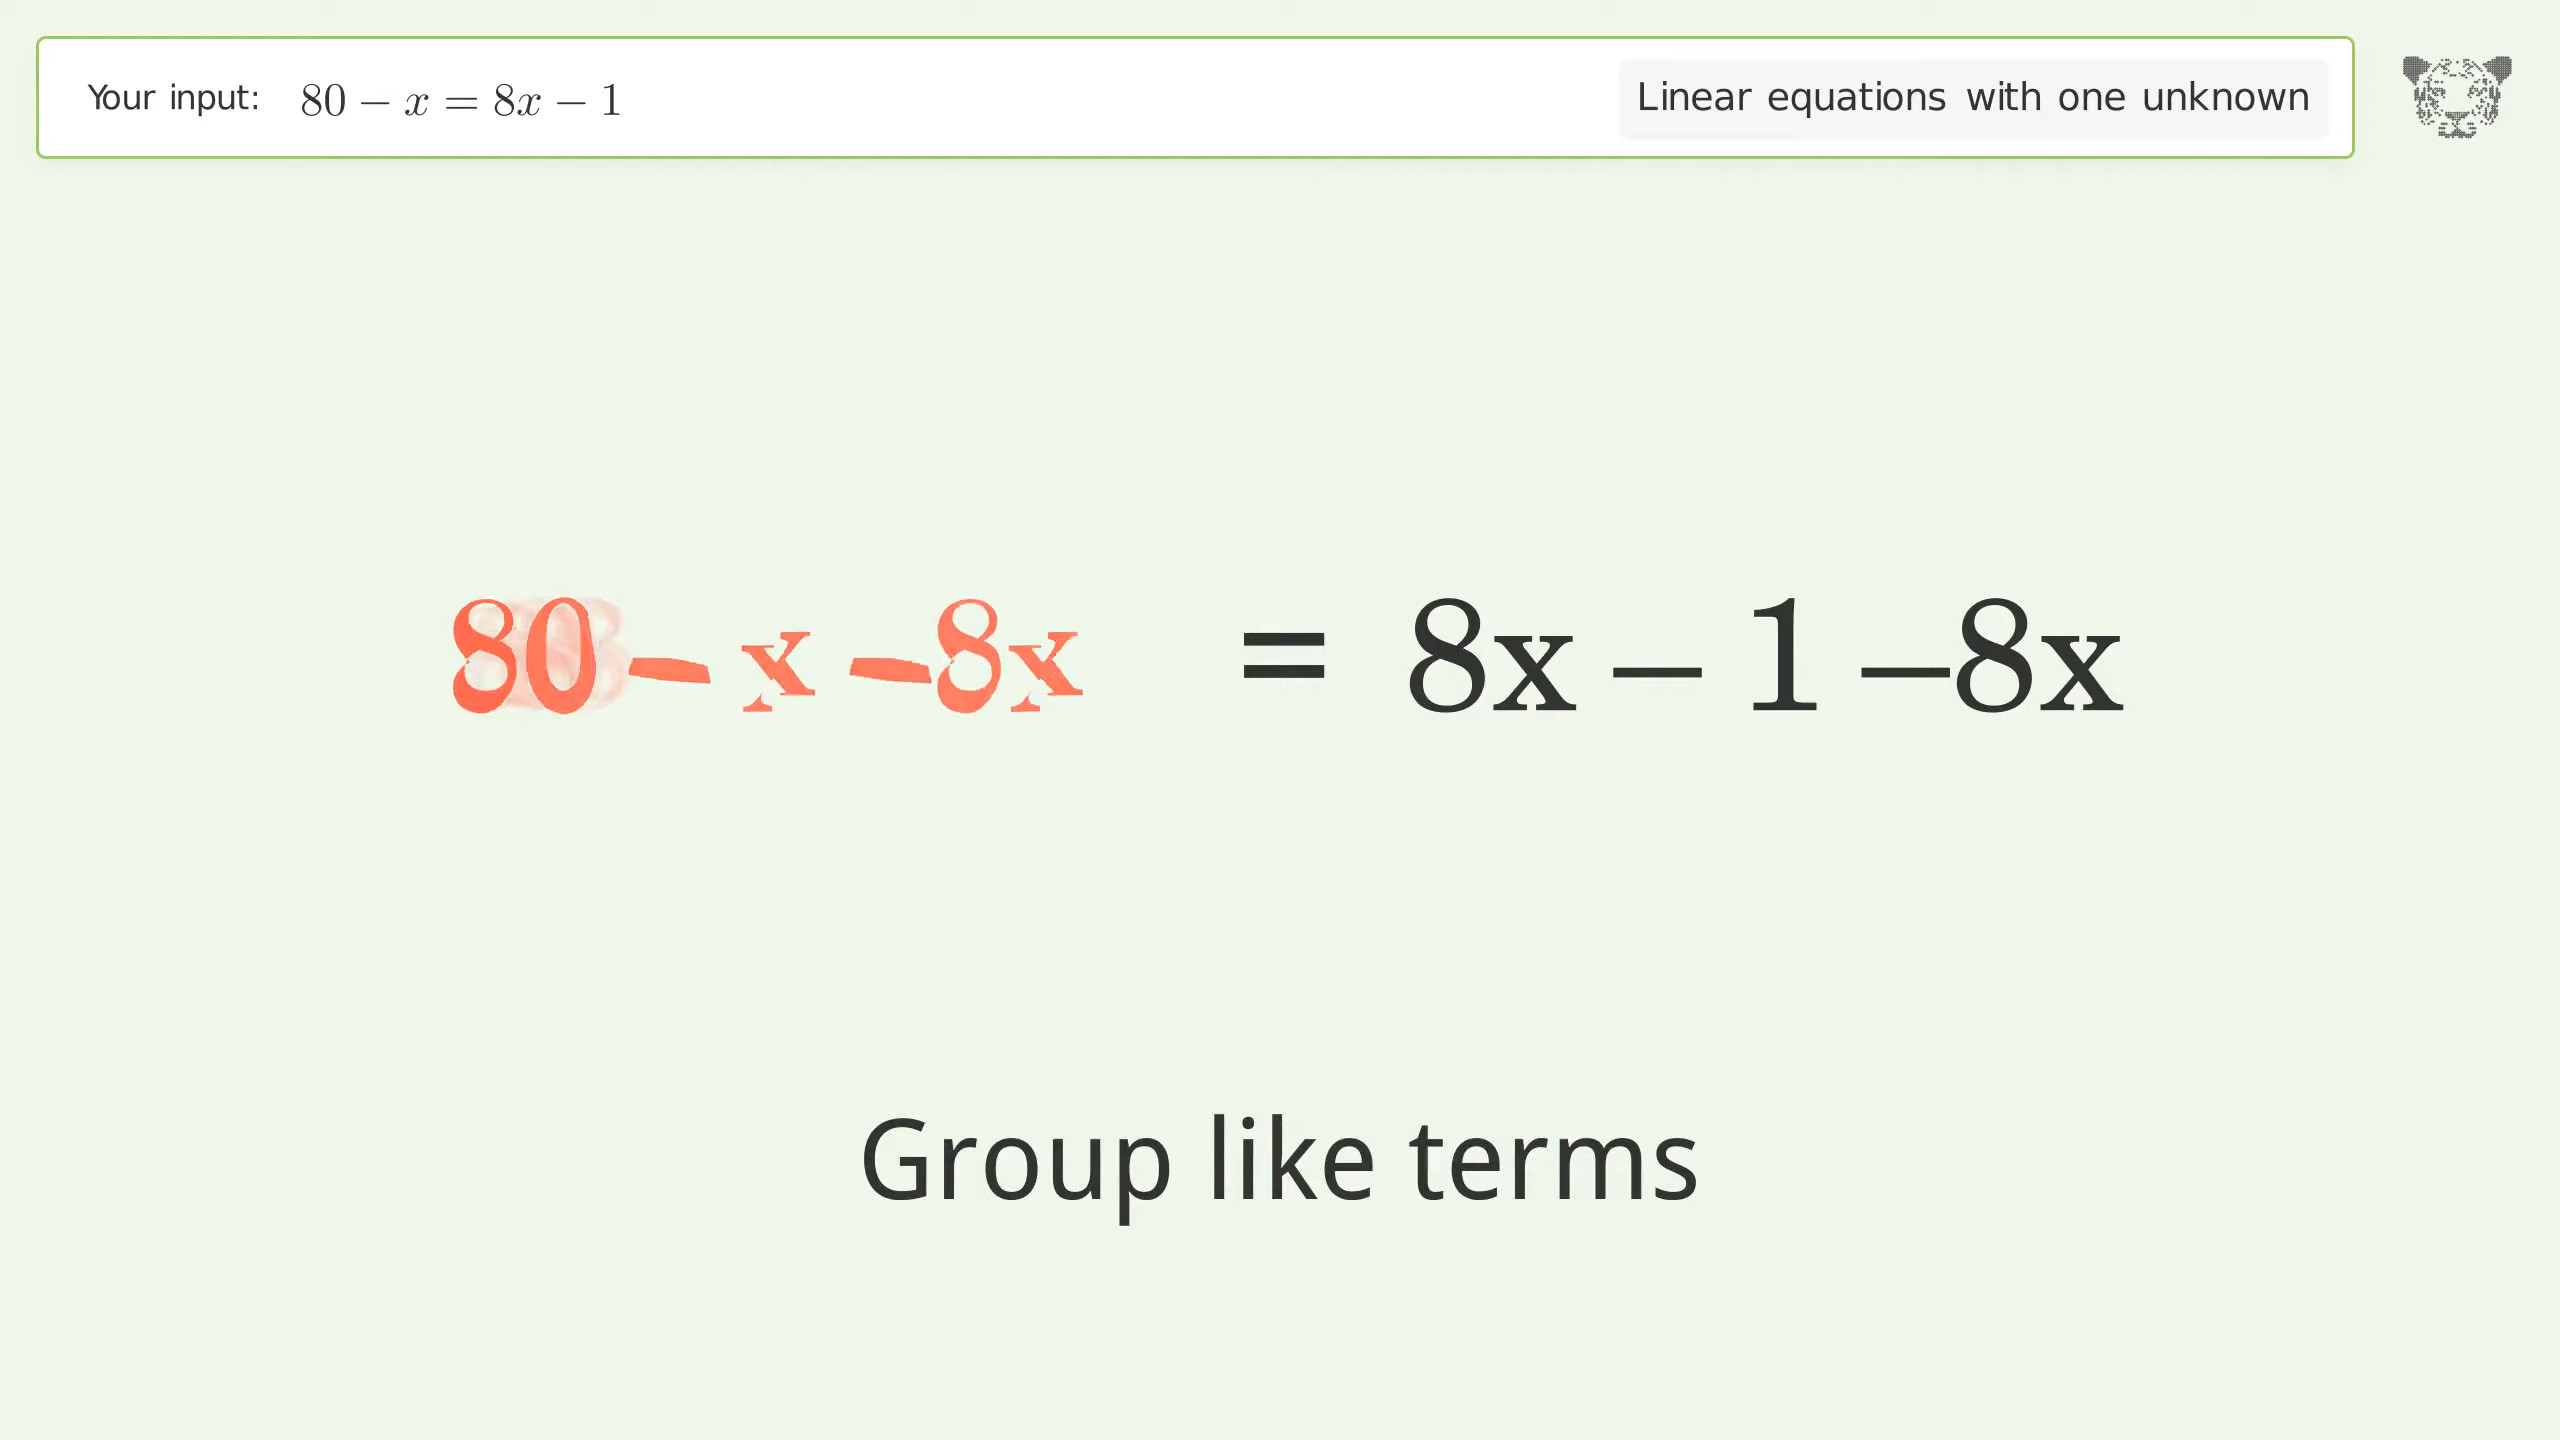 Your input: 80 − x = 8x − 1
Linear equations with one unknown
80 − x −8x = 8x − 1 −8x
Group like terms